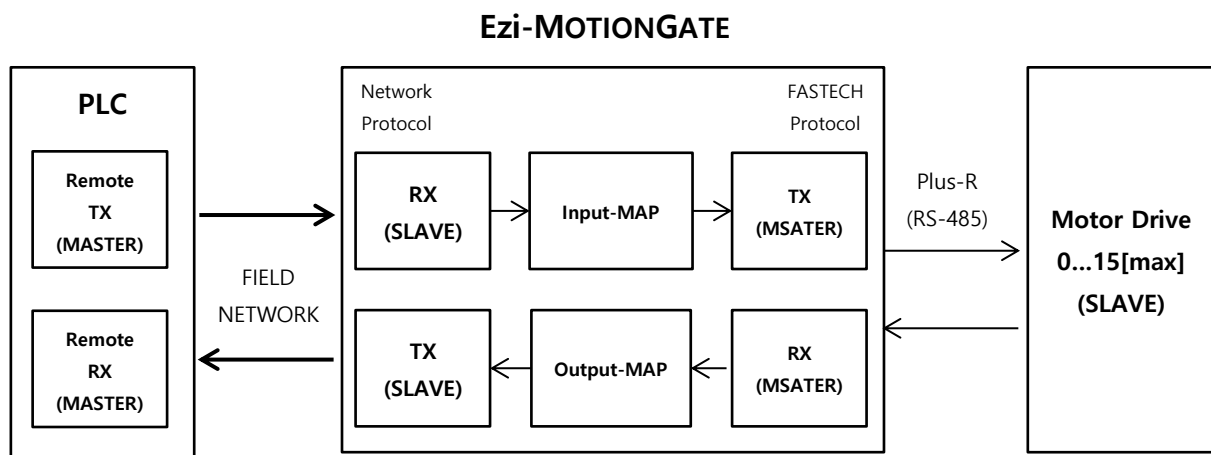 Ezi-MOTIONGATE
PLC
Remote
TX
(MASTER)
Remote
RX
(MASTER)
FIELD
NETWORK
Network
Protocol
FASTECH
Protocol
RX
(SLAVE)
Input-MAP
TX
(MSATER)
TX
(SLAVE)
Output-MAP
RX
(MSATER)
Plus-R
(RS-485)
Motor Drive
0...15[max]
(SLAVE)